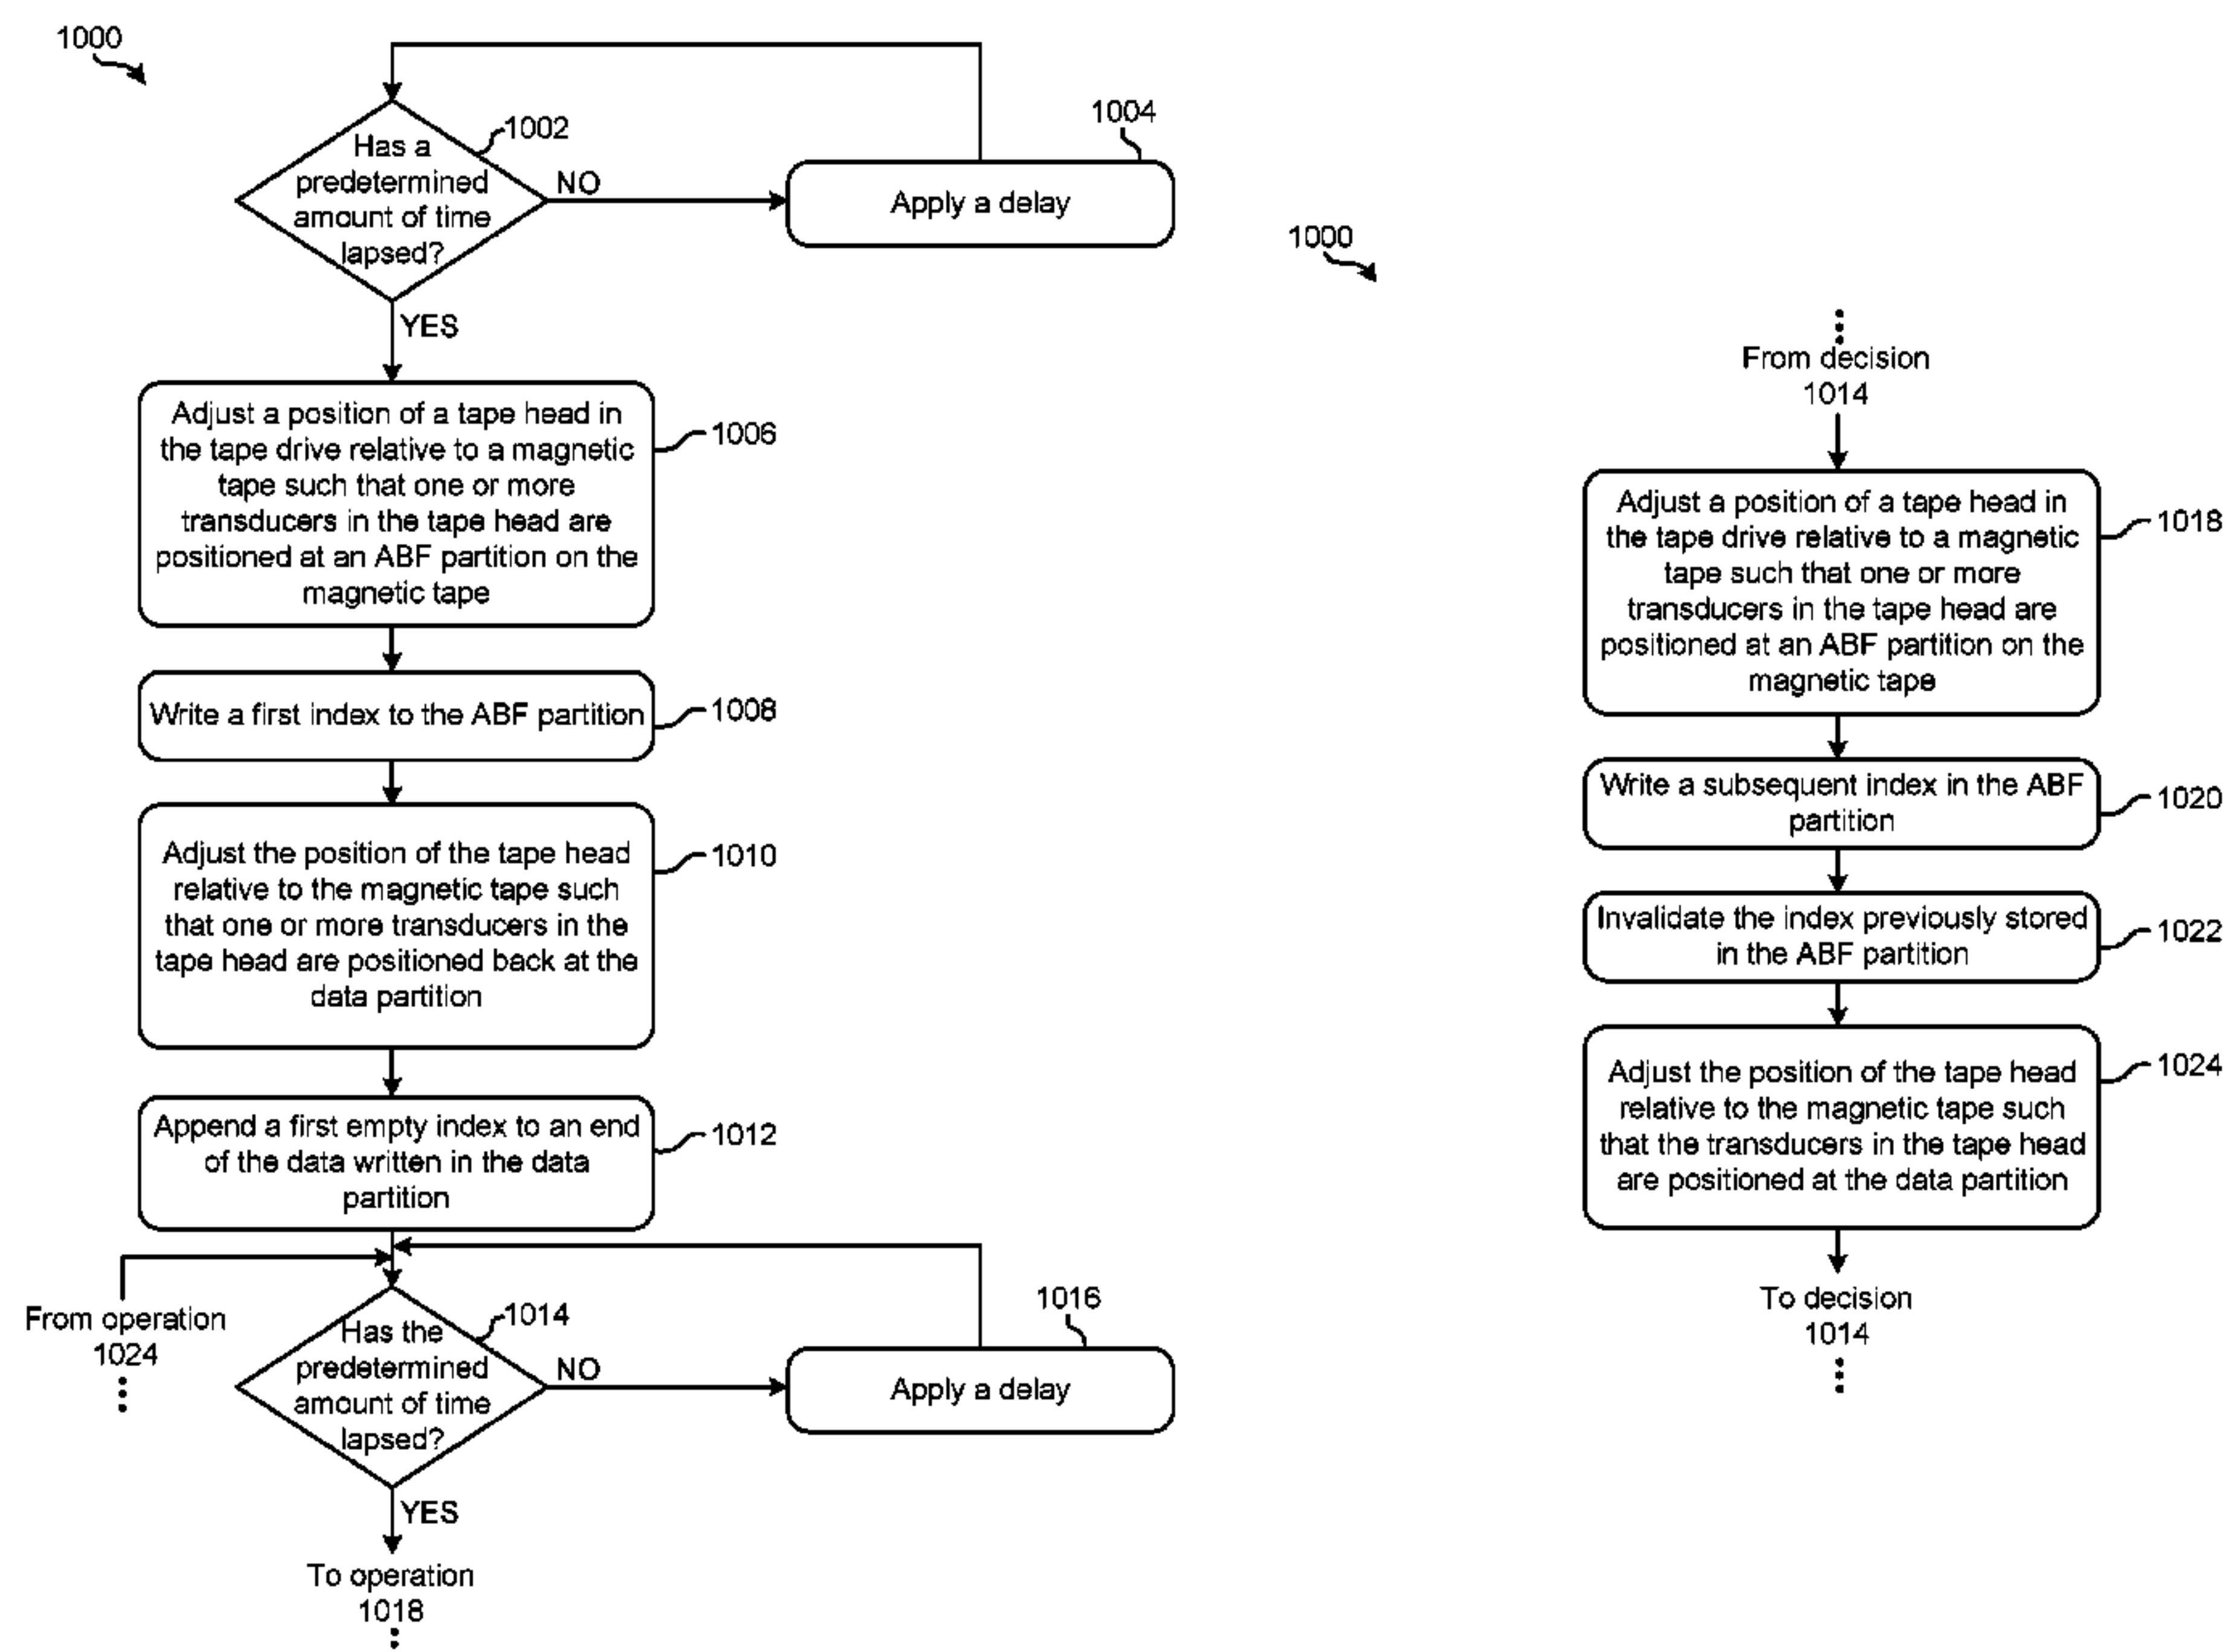 1000
1002
Has a
predetermined
amount of time
lapsed?
NO
1004
Apply a delay
YES
Adjust a position of a tape head in
the tape drive relative to a magnetic
tape such that one or more
transducers in the tape head are
positioned at an ABF partition on the
magnetic tape
1006
Write a first index to the ABF partition
1008
Adjust the position of the tape head
relative to the magnetic tape such
that one or more transducers in the
tape head are positioned back at the
data partition
1010
Append a first empty index to an end
of the data written in the data
partition
1012
From operation
1024
1014
Has the
predetermined
amount of time
lapsed?
NO
1016
Apply a delay
YES
To operation
1018
1000
From decision
1014
Adjust a position of a tape head in
the tape drive relative to a magnetic
tape such that one or more
transducers in the tape head are
positioned at an ABF partition on the
magnetic tape
1018
Write a subsequent index in the ABF
partition
1020
Invalidate the index previously stored
in the ABF partition
1022
Adjust the position of the tape head
relative to the magnetic tape such
that the transducers in the tape head
are positioned at the data partition
1024
To decision
1014